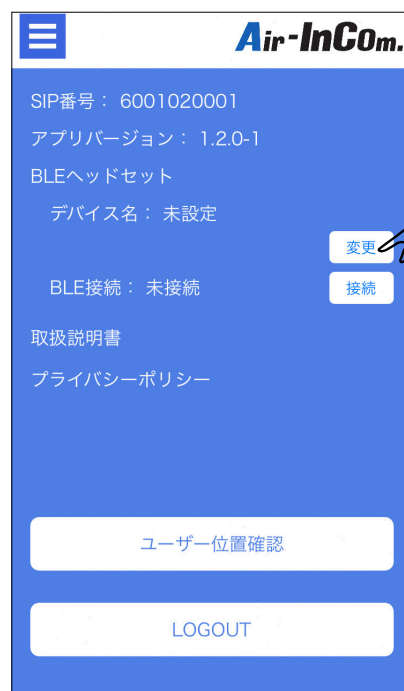 Air-InCom.
SIP番号： 6001020001
アプリバージョン： 1.2.0-1
BLEヘッドセット
デバイス名： 未設定
変更
BLE接続： 未接続
接続
取扱説明書
プライバシーポリシー
ユーザー位置確認
LOGOUT